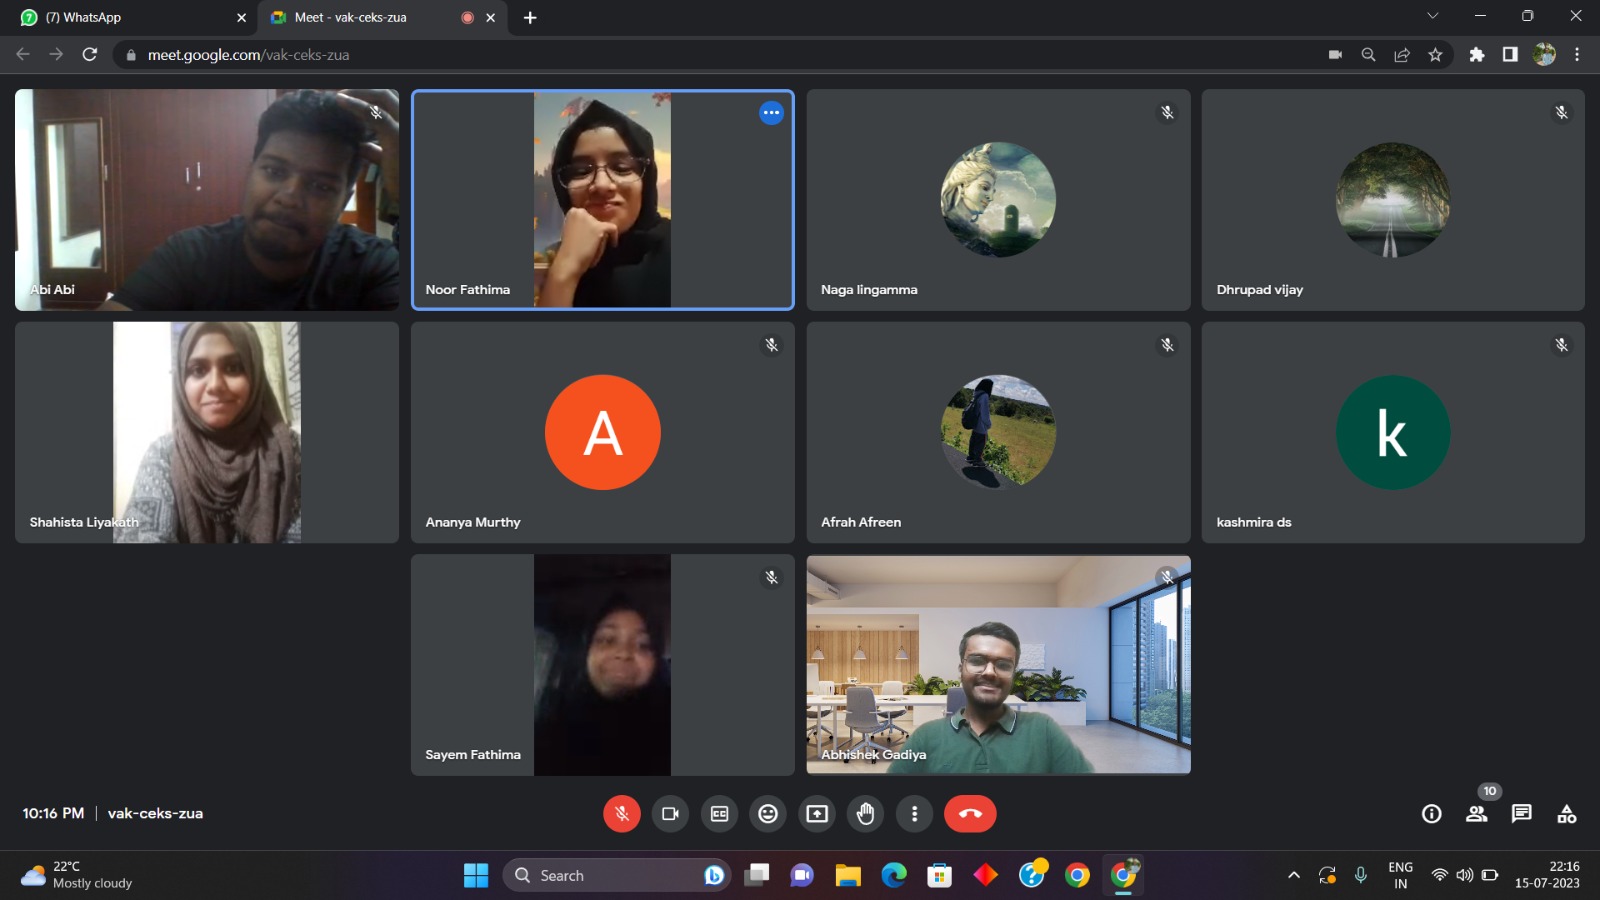 (7) WhatsApp
Meet - vak-ceks-zua
meet.google.com/vak-ceks-zua
Abi Abi
Noor Fathima
Naga lingamma
Dhrupad vijay
Shahista Liyakath
A
Ananya Murthy
Afrah Afreen
k
kashmira ds
Sayem Fathima
Abhishek Gadiya
10:16 PM | vak-ceks-zua
10
22°C
Mostly cloudy
Search
ENG
IN
22:16
15-07-2023